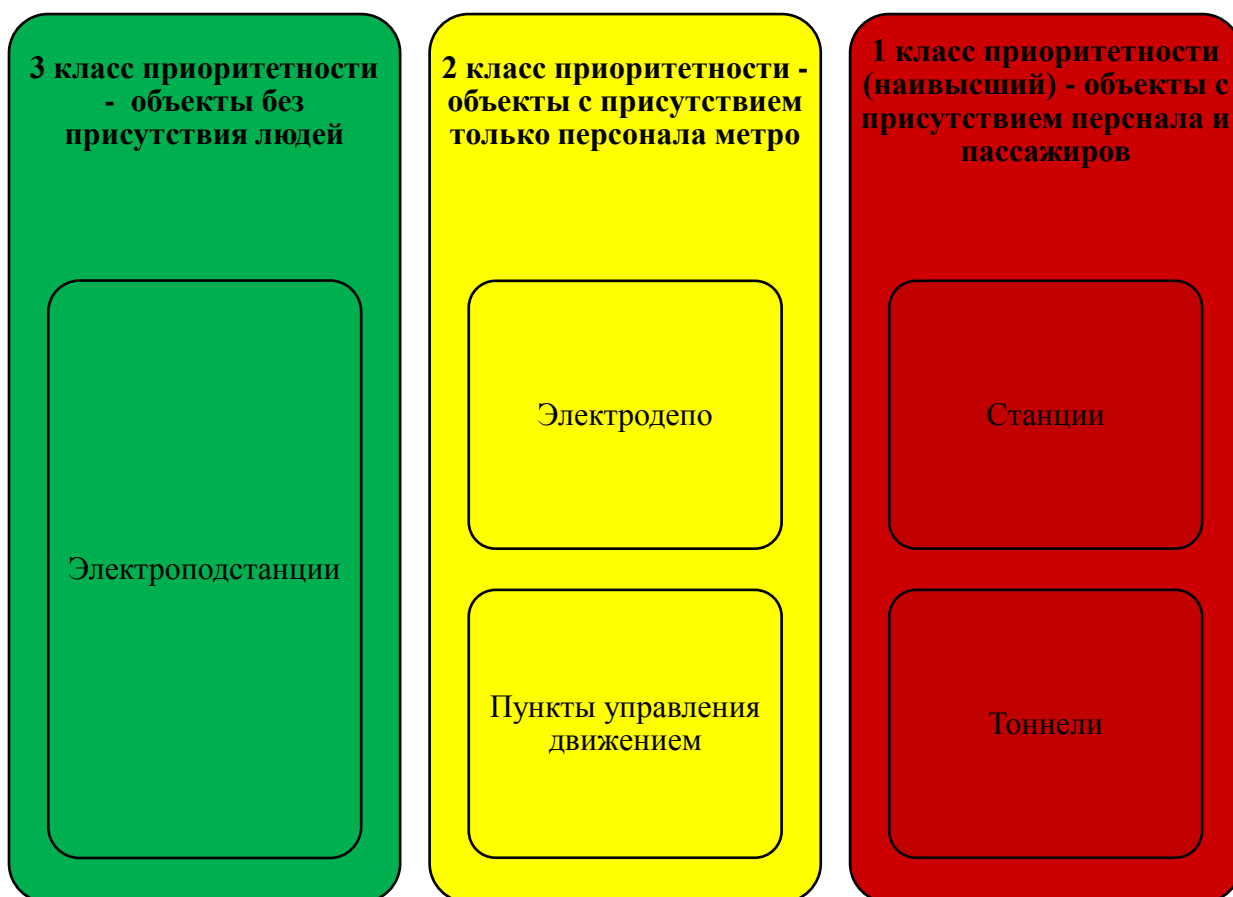 3 класс приоритетности
- объекты без
присутствия людей
Электроподстанции
2 класс приоритетности -
объекты с присутствием
только персонала метро
Электродепо
Пункты управления
движением
1 класс приоритетности
(наивысший) - объекты с
присутствием перснала и
пассажиров
Станции
Тоннели